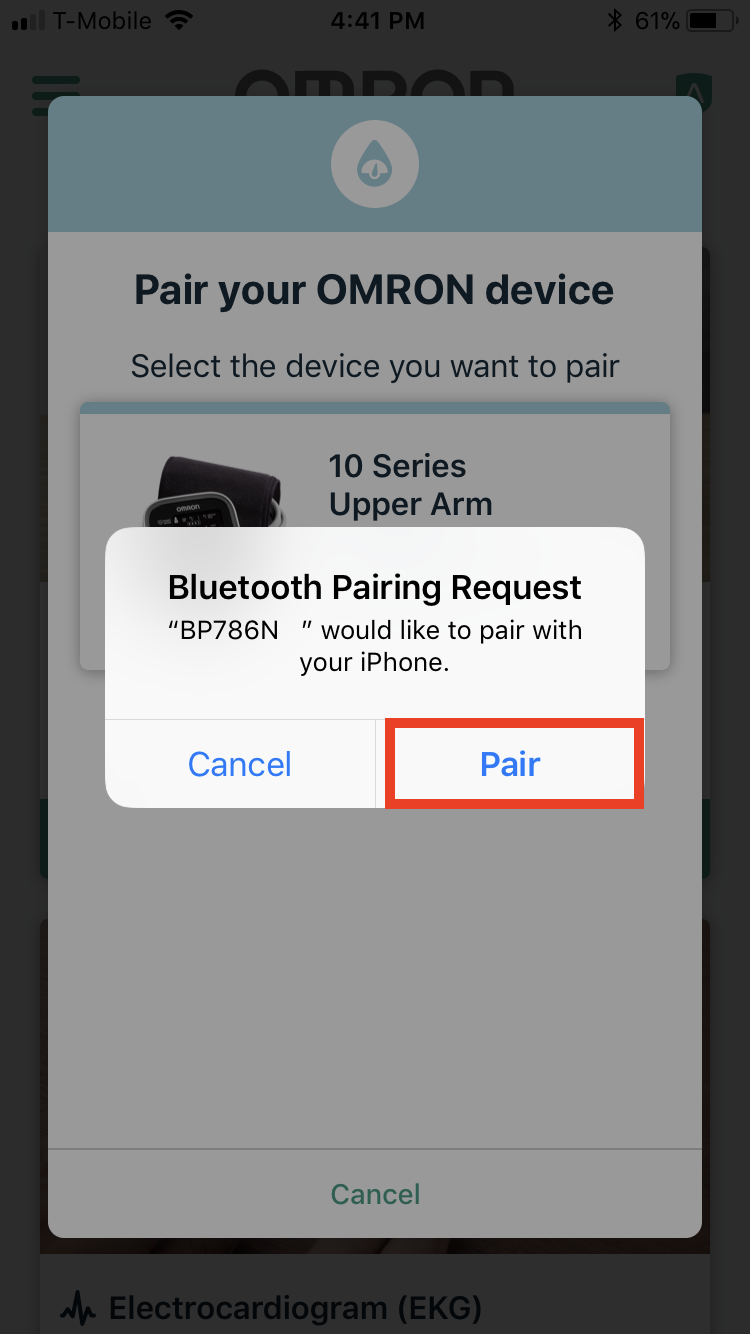 T-Mobile 4:41 PM 61%
OMRON
A
Pair your OMRON device
Select the device you want to pair
OMRON
10 Series
Upper Arm
Bluetooth Pairing Request
“BP786N   ” would like to pair with
your iPhone.
Cancel Pair
Cancel
Electrocardiogram (EKG)